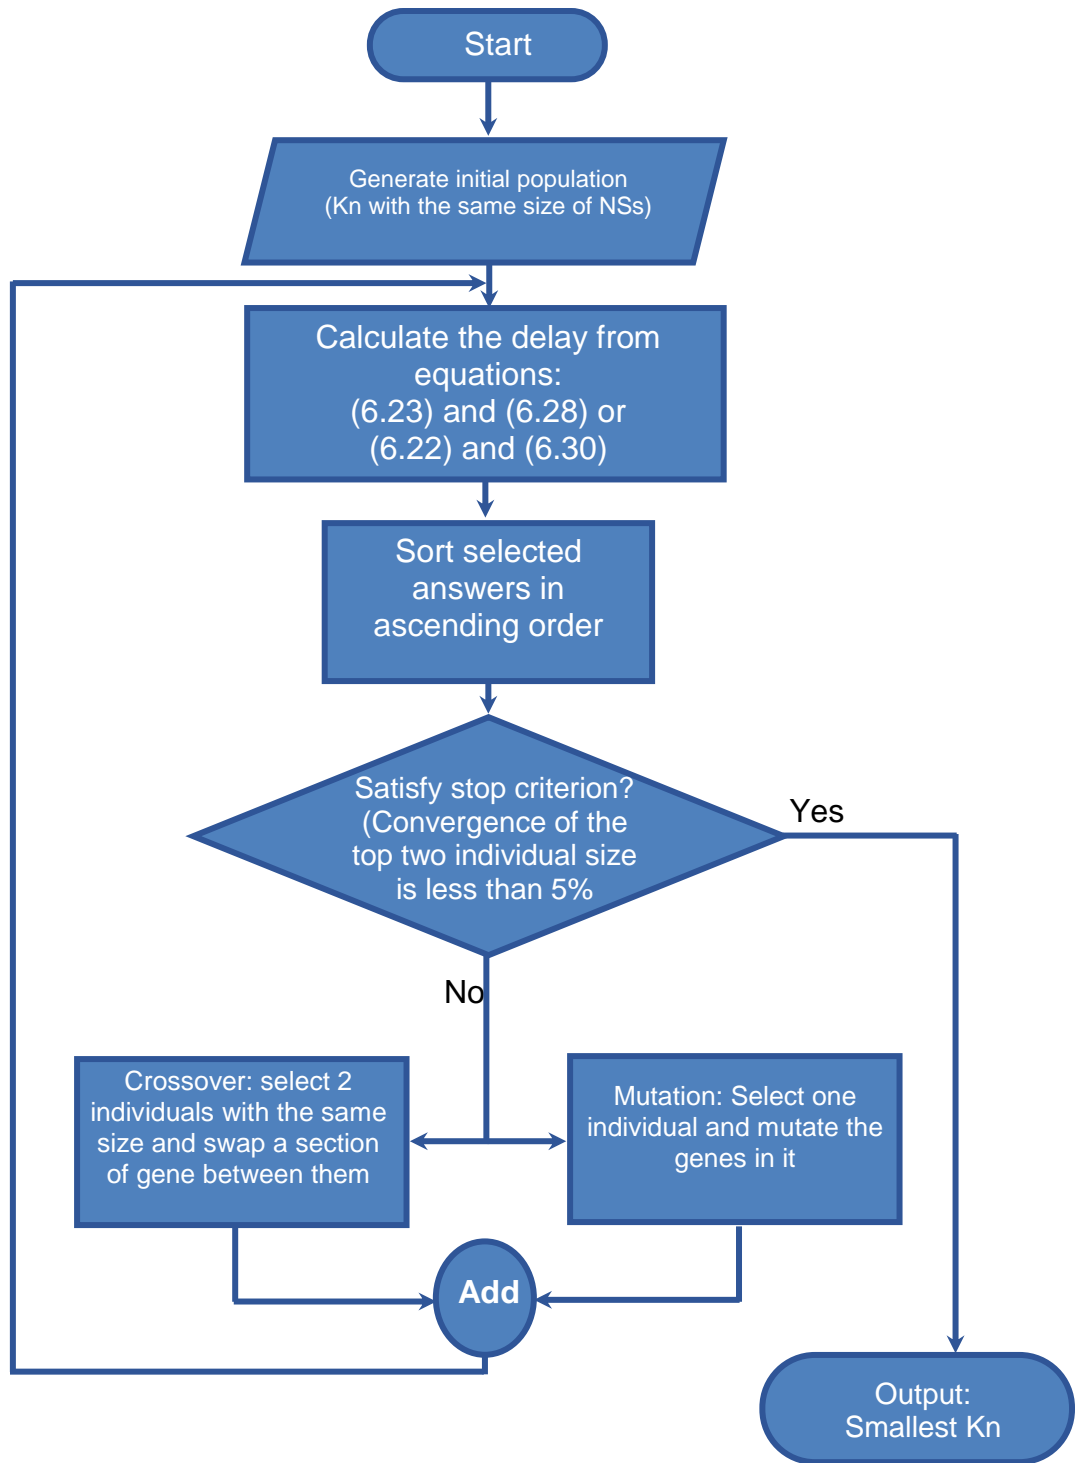 Start
Generate initial population
(Kn with the same size of NSs)
Calculate the delay from
equations:
(6.23) and (6.28) or
(6.22) and (6.30)
Sort selected
answers in
ascending order
Satisfy stop criterion?
(Convergence of the
top two individual size
is less than 5%
Yes
No
Crossover: select 2
individuals with the same
size and swap a section
of gene between them
Mutation: Select one
individual and mutate the
genes in it
Add
Output:
Smallest Kn